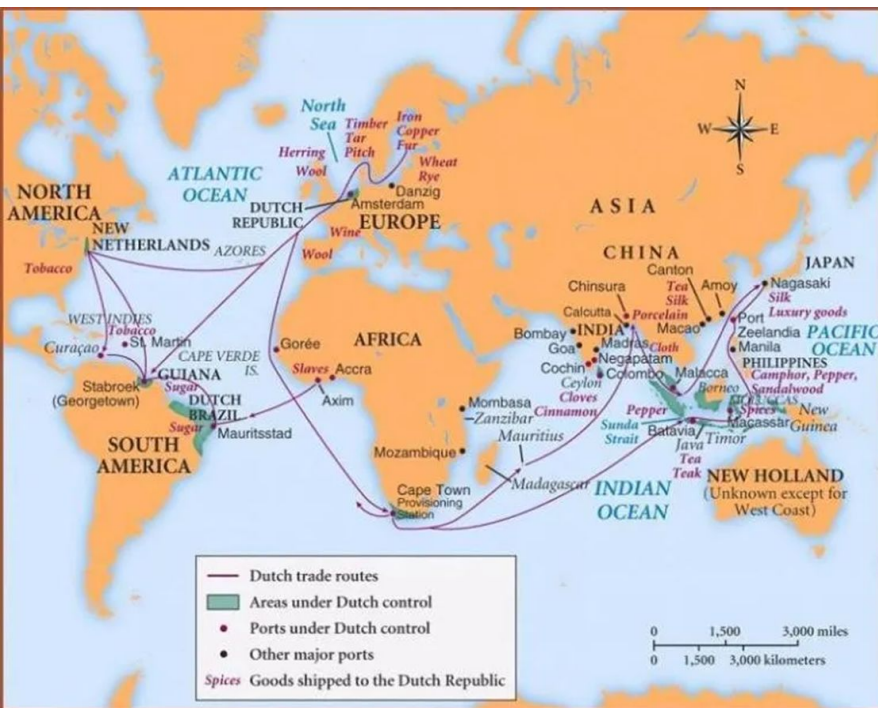 North
Sea
Timber
Tar
Pitch
Iron
Copper
Fur
Herring
Wool
Wheat
Rye
ATLANTIC
OCEAN
Danzig
Amsterdam
DUTCH
REPUBLIC
EUROPE
Wine
Wool
NORTH
AMERICA
NEW
NETHERLANDS
AZORES
Tobacco
WEST INDIES
Tobacco
St. Martin
Curaçao
CAPE VERDE
IS.
GUIANA
Stabroek
(Georgetown)
Sugar
DUTCH
BRAZIL
Sugar
Mauritsstad
SOUTH
AMERICA
Gorée
AFRICA
Slaves
Accra
Axim
Mombasa
Zanzibar
Mozambique
Mauritius
Madagascar
Cape Town
Provisioning
Station
N
W
E
S
ASIA
CHINA
JAPAN
Canton
Chinsura
Tea
Silk
Amoy
Nagasaki
Silk
Luxury goods
Calcutta
Porcelain
Macao
Port
Zeelandia
PACIFIC
OCEAN
Bombay
INDIA
Goa
Madras
Cloth
Manila
Negapatam
Cochin
Colombo
Malacca
PHILIPPINES
Camphor, Pepper,
Sandalwood
Ceylon
Cloves
Cinnamon
Borneo
MOLUCCAS
Spices
New
Guinea
Pepper
Macassar
Sunda
Strait
Batavia
Java
Timor
Tea
Teak
INDIAN
OCEAN
NEW HOLLAND
(Unknown except for
West Coast)
Dutch trade routes
Areas under Dutch control
Ports under Dutch control
Other major ports
Spices Goods shipped to the Dutch Republic
0 1,500 3,000 miles
0 1,500 3,000 kilometers